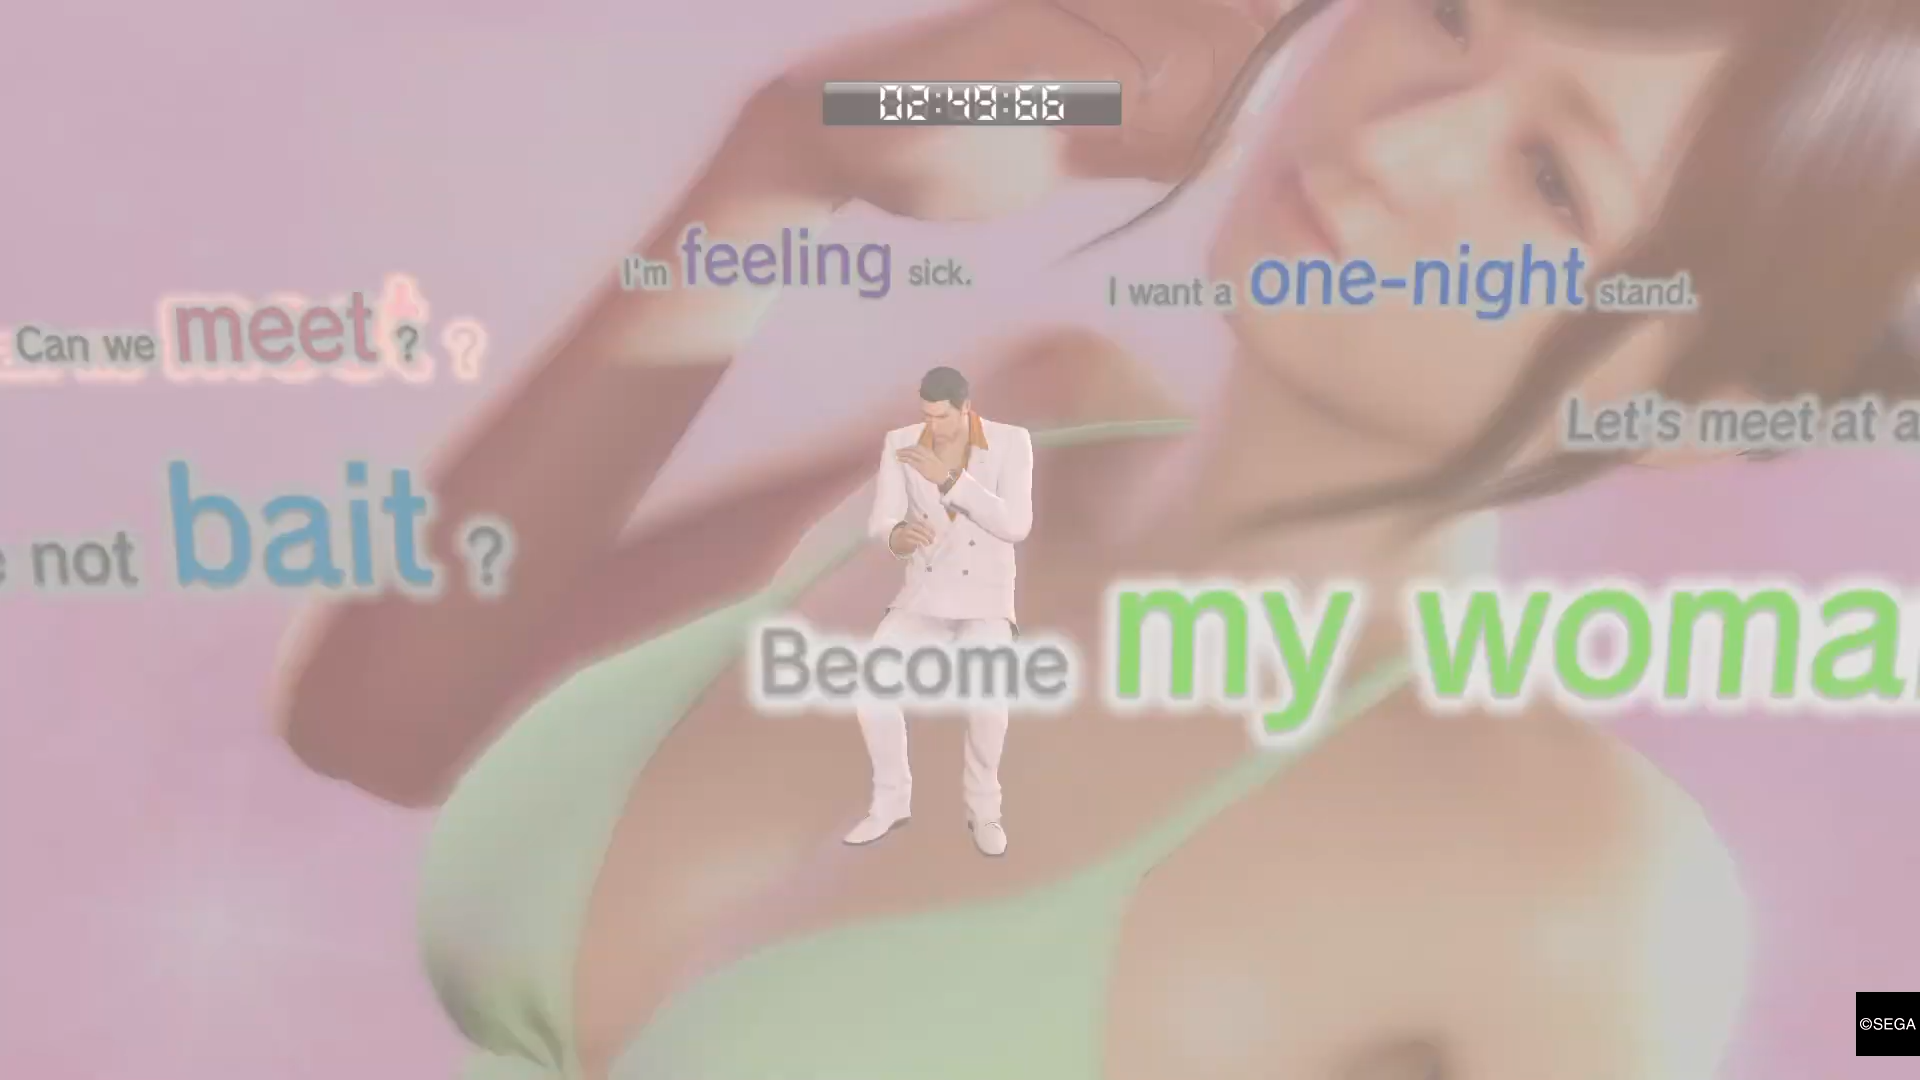 02:49:66
I'm feeling sick.
I want a one-night stand.
Can we meet ?
?
Let's meet at a
not bait ?
Become my woma
©SEGA